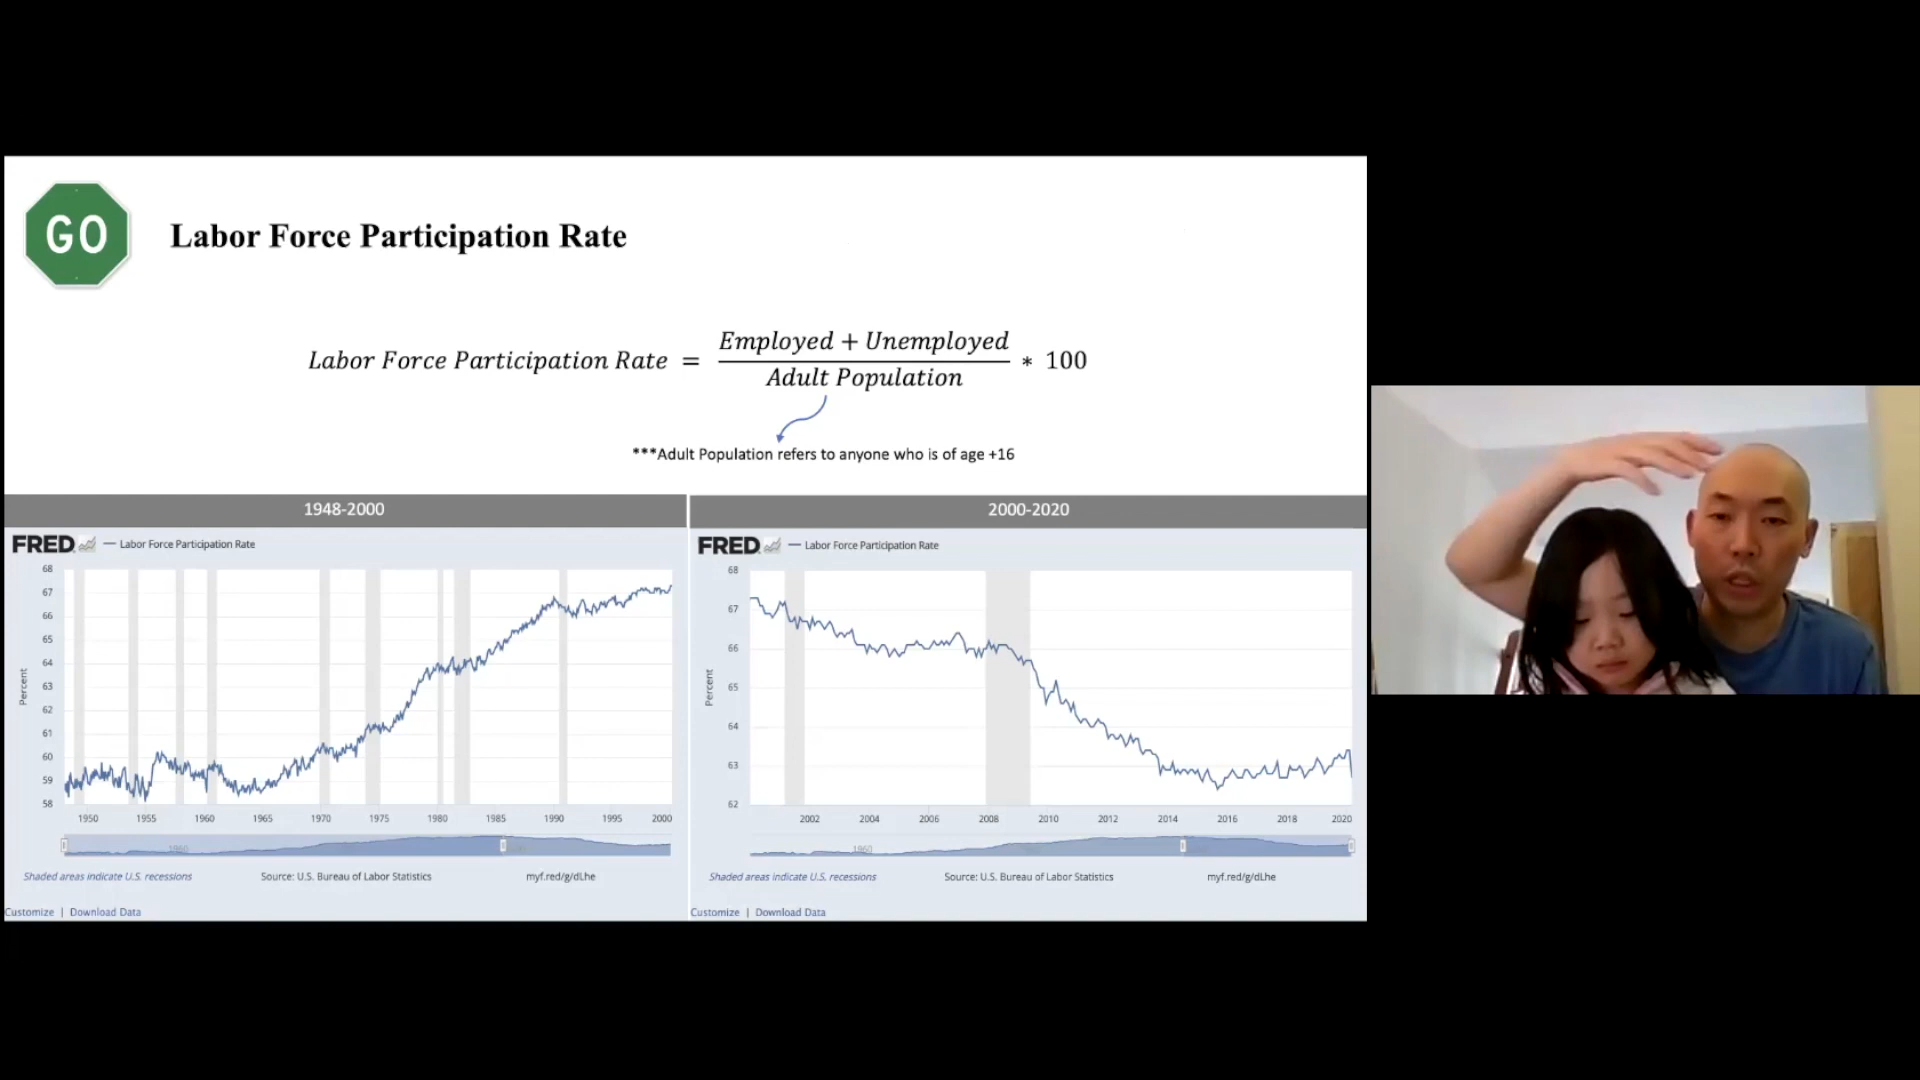 GO
Labor Force Participation Rate
Labor Force Participation Rate = Employed + Unemployed / Adult Population * 100
***Adult Population refers to anyone who is of age +16
1948-2000
FRED — Labor Force Participation Rate
68
67
66
65
64
63
62
61
60
59
58
Percent
1950 1955 1960 1965 1970 1975 1980 1985 1990 1995 2000
1960
Shaded areas indicate U.S. recessions Source: U.S. Bureau of Labor Statistics myf.red/g/dLhe
Customize | Download Data
2000-2020
FRED — Labor Force Participation Rate
68
67
66
65
64
63
62
Percent
2002 2004 2006 2008 2010 2012 2014 2016 2018 2020
1960
Shaded areas indicate U.S. recessions Source: U.S. Bureau of Labor Statistics myf.red/g/dLhe
Customize | Download Data